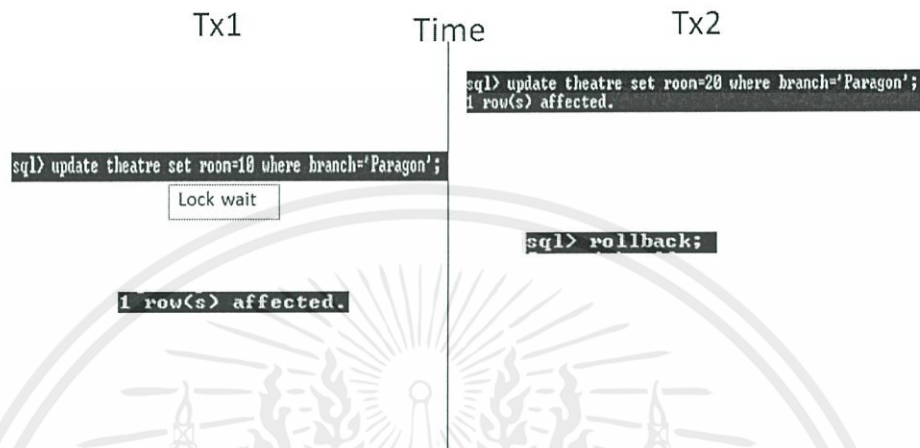 Tx1
Time
Tx2
sql> update theatre set room=20 where branch='Paragon';
1 row(s) affected.
sql> update theatre set room=10 where branch='Paragon';
Lock wait
sql> rollback;
1 row(s) affected.